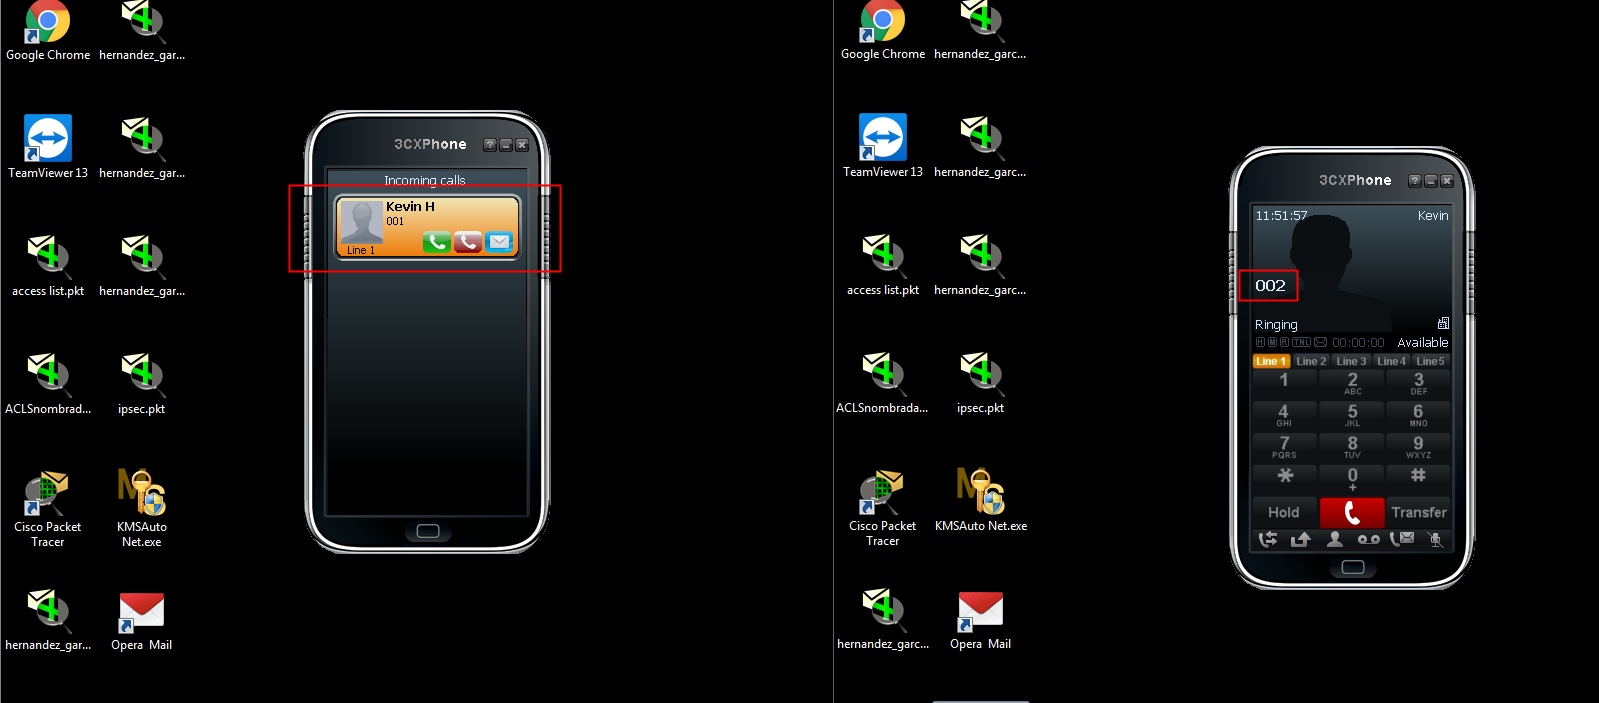 Google Chrome
hernandez_gar...
TeamViewer 13
hernandez_gar...
access list.pkt
hernandez_gar...
ACLSnombrad...
ipsec.pkt
Cisco Packet
Tracer
KMSAuto
Net.exe
hernandez_gar...
Opera Mail
3CXPhone
Incoming calls
Kevin H
001
Line 1
Google Chrome
hernandez_garc...
TeamViewer 13
hernandez_garc...
access list.pkt
hernandez_garc...
ACLSnombrada...
ipsec.pkt
Cisco Packet
Tracer
KMSAuto Net.exe
hernandez_garc...
Opera Mail
3CXPhone
11:51:57 Kevin
002
Ringing
H M R TNL 00:00:00 Available
Line 1 Line 2 Line 3 Line 4 Line5
1 2 3
ABC DEF
4 5 6
GHI JKL MNO
7 8 9
PQRS TUV WXYZ
* 0 #
+
Hold Transfer